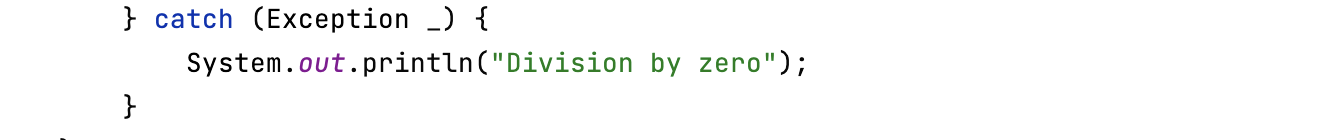 } catch (Exception _) {
System.out.println("Division by zero");
}